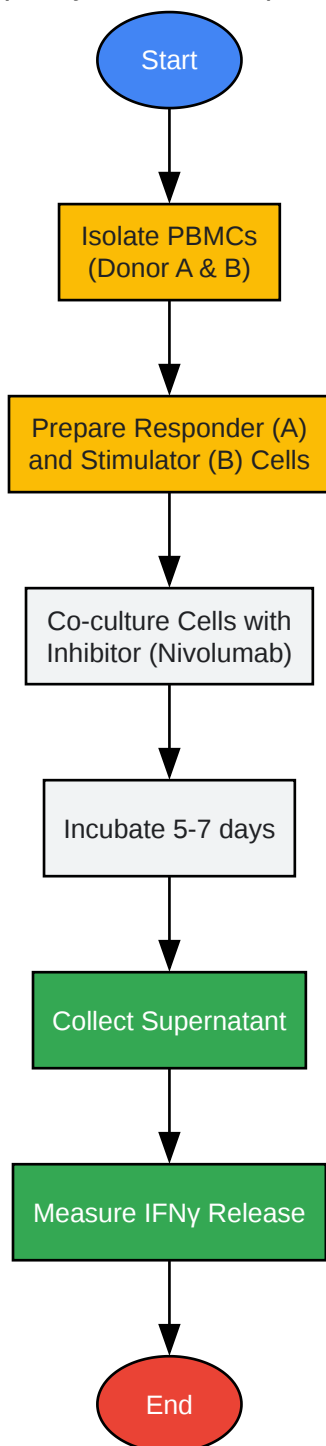 Start
Isolate PBMCs
(Donor A & B)
Prepare Responder (A)
and Stimulator (B) Cells
Co-culture Cells with
Inhibitor (Nivolumab)
Incubate 5-7 days
Collect Supernatant
Measure IFNγ Release
End